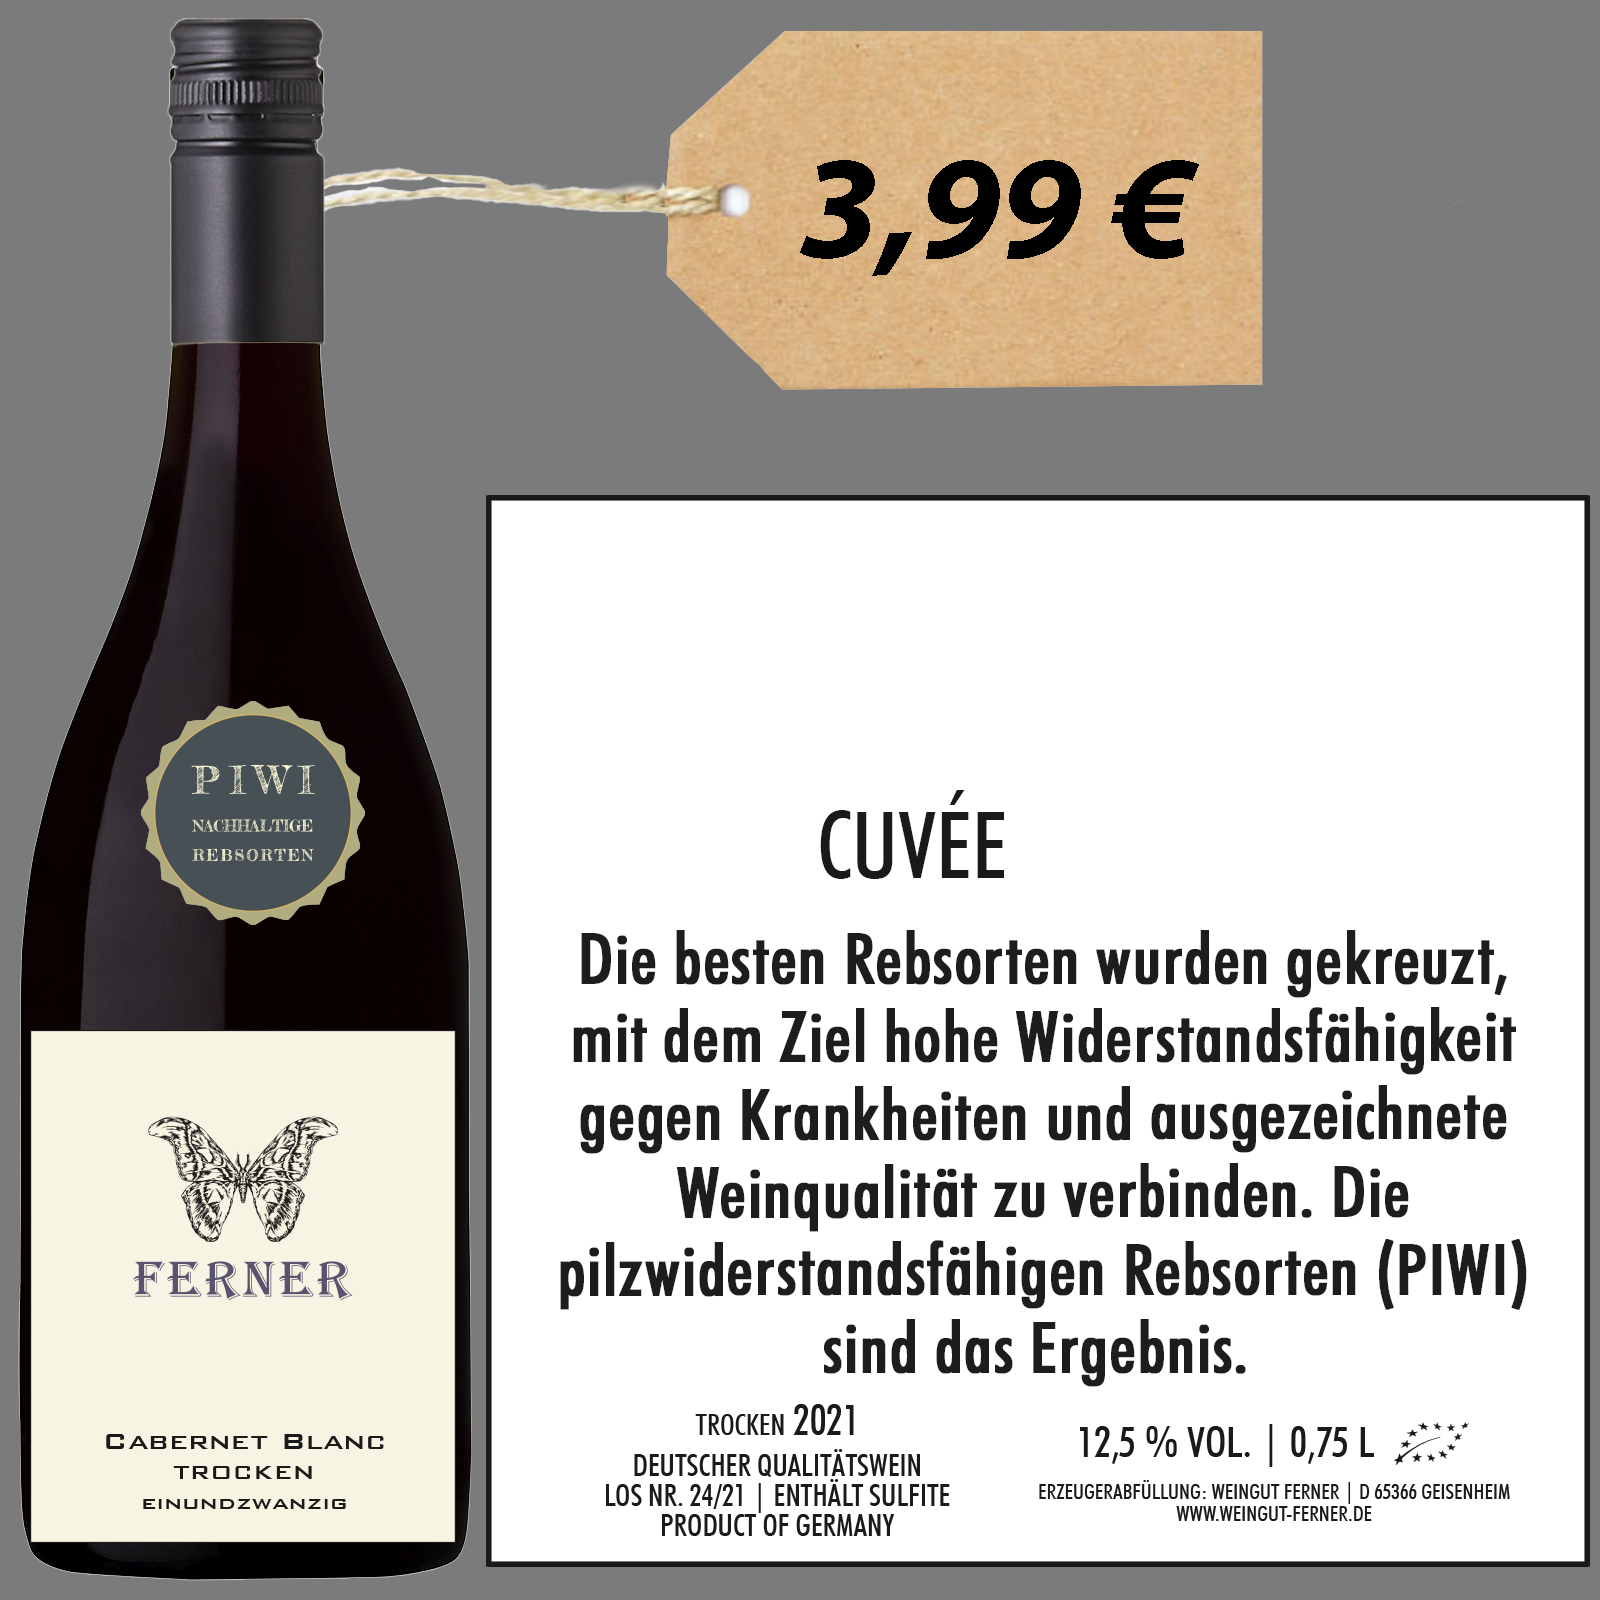 3,99 €
PIWI
NACHHALTIGE
REBSORTEN
FERNER
CABERNET BLANC
TROCKEN
EINUNDZWANZIG
CUVÉE
Die besten Rebsorten wurden gekreuzt,
mit dem Ziel hohe Widerstandsfähigkeit
gegen Krankheiten und ausgezeichnete
Weinqualität zu verbinden. Die
pilzwiderstandsfähigen Rebsorten (PIWI)
sind das Ergebnis.
TROCKEN 2021
DEUTSCHER QUALITÄTSWEIN
LOS NR. 24/21 | ENTHÄLT SULFITE
PRODUCT OF GERMANY
12,5 % VOL. | 0,75 L
ERZEUGERABFÜLLUNG: WEINGUT FERNER | D 65366 GEISENHEIM
WWW.WEINGUT-FERNER.DE